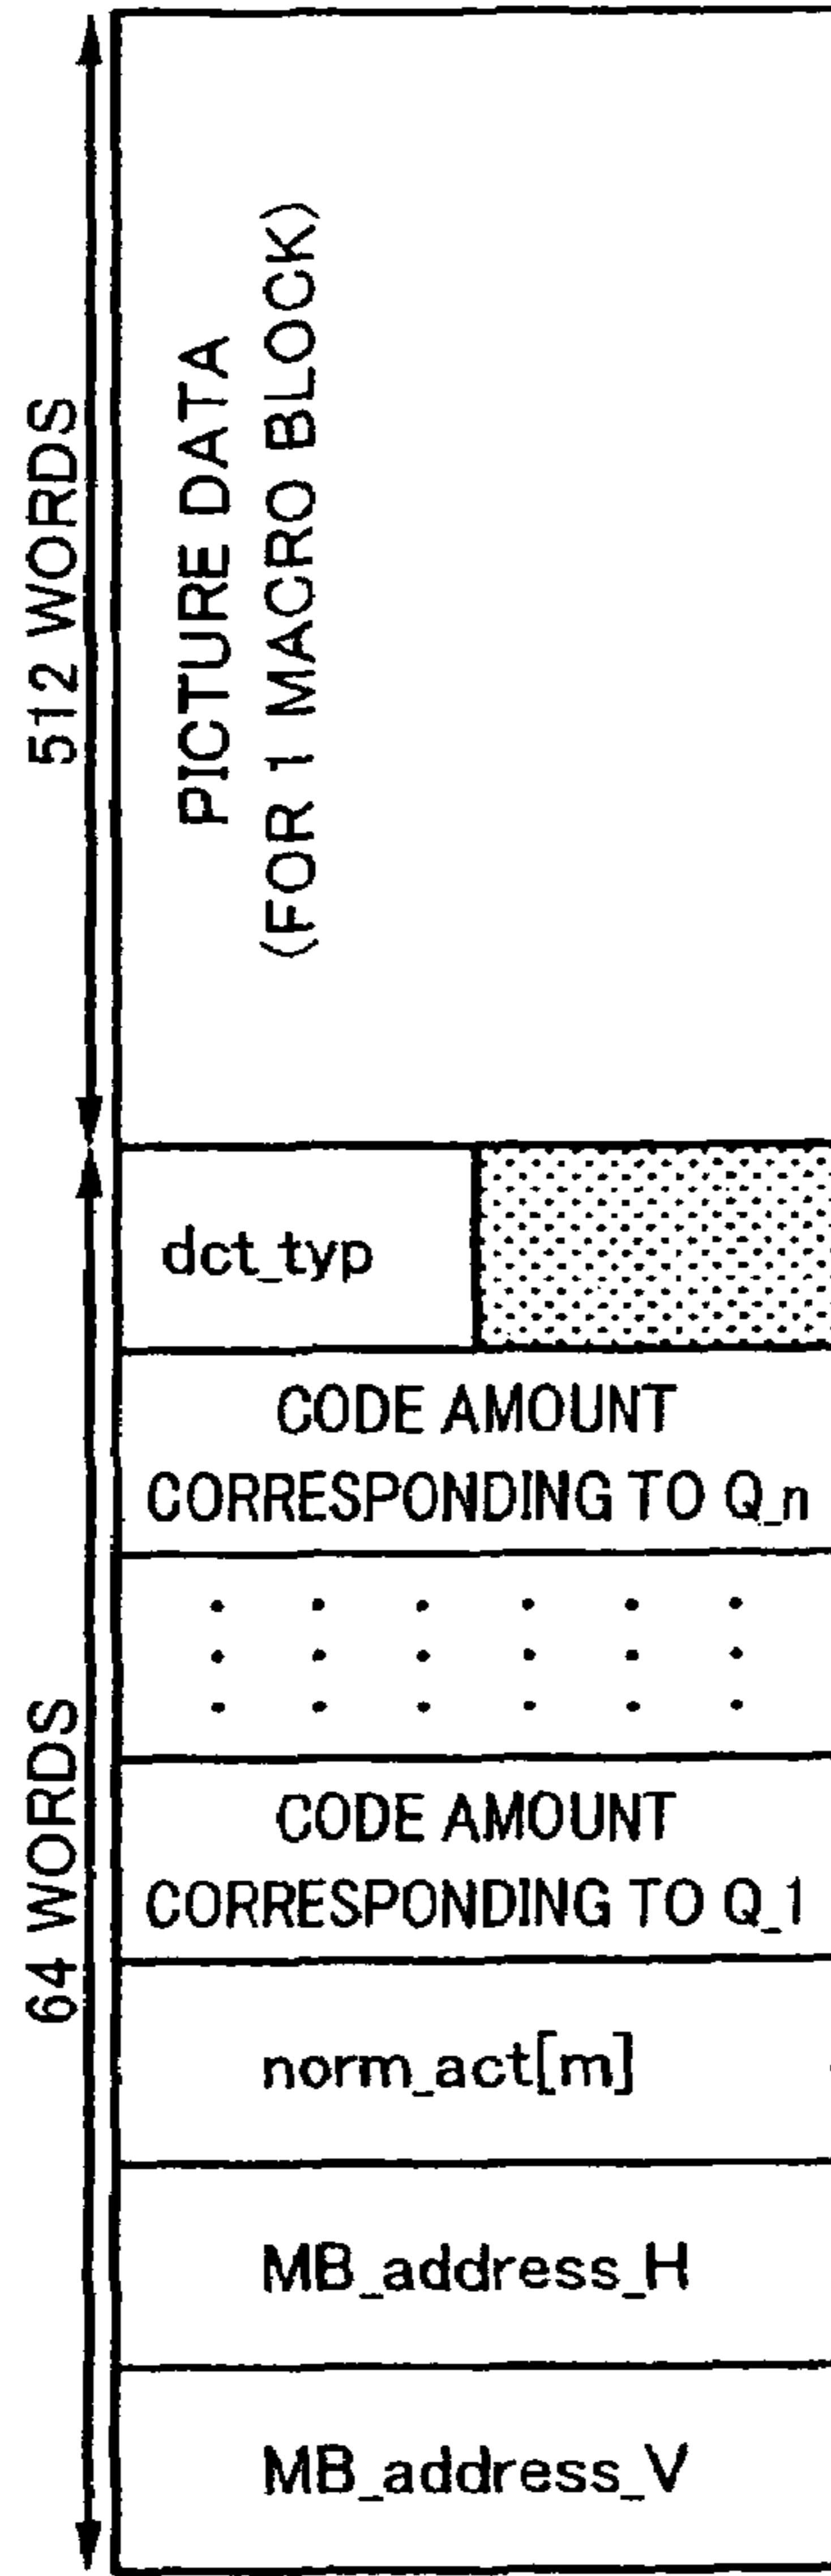 512 WORDS
PICTURE DATA
(FOR 1 MACRO BLOCK)
64 WORDS
dct_typ
CODE AMOUNT
CORRESPONDING TO Q_n
CODE AMOUNT
CORRESPONDING TO Q_1
norm_act[m]
MB_address_H
MB_address_V